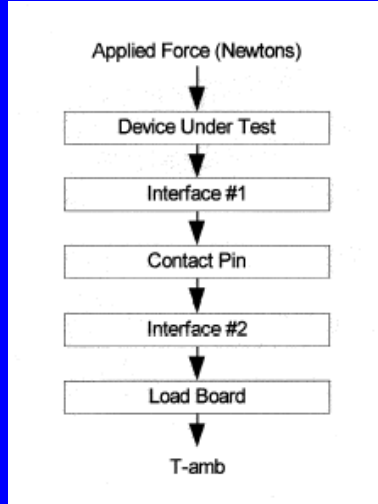 Applied Force (Newtons)
Device Under Test
Interface #1
Contact Pin
Interface #2
Load Board
T-amb